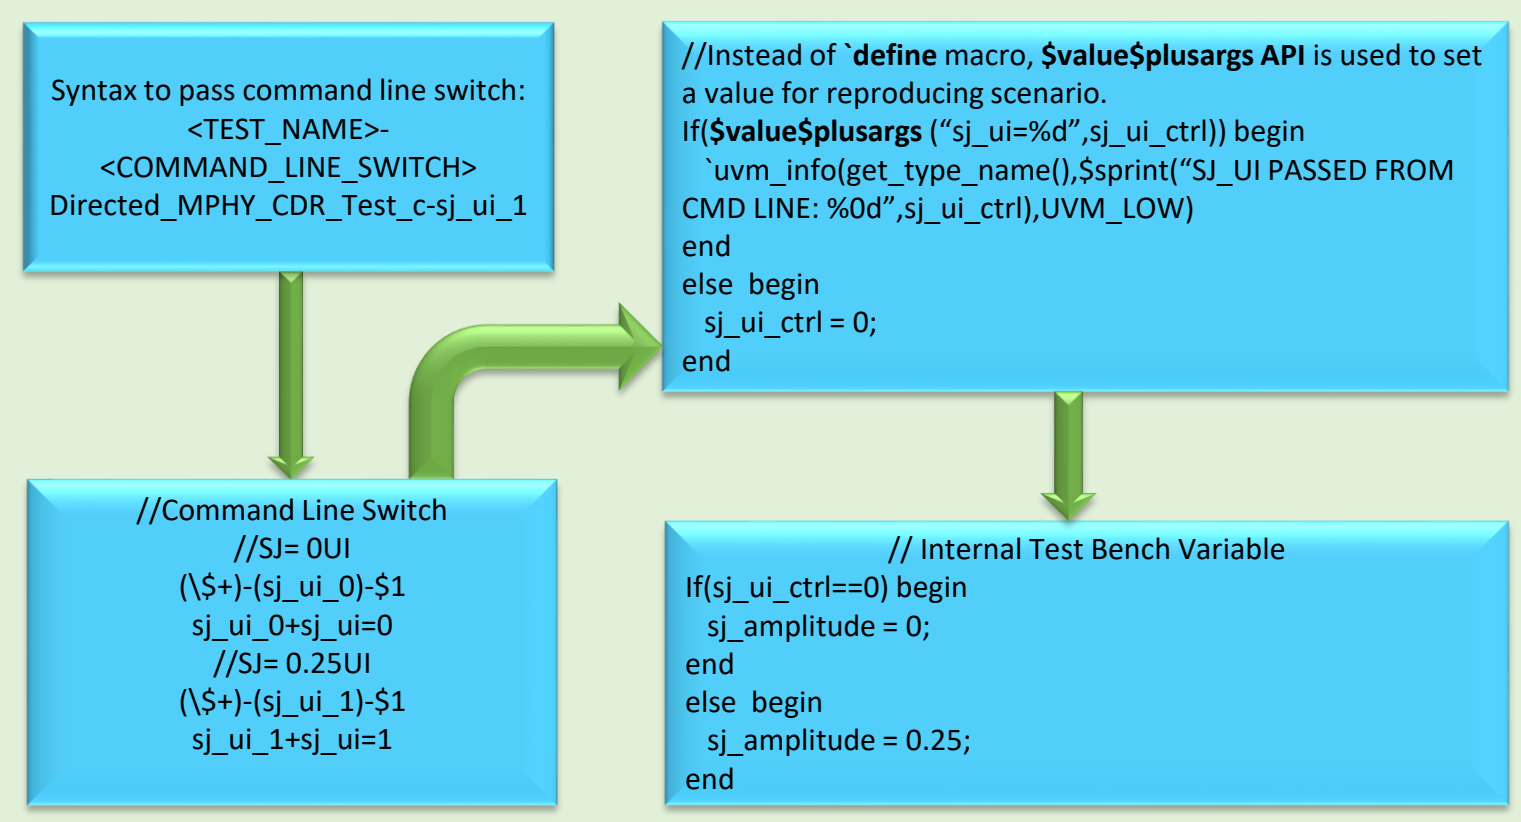 Syntax to pass command line switch:
<TEST_NAME>-
<COMMAND_LINE_SWITCH>
Directed_MPHY_CDR_Test_c-sj_ui_1
//Command Line Switch
//SJ= 0UI
(\$+)-(sj_ui_0)-$1
sj_ui_0+sj_ui=0
//SJ= 0.25UI
(\$+)-(sj_ui_1)-$1
sj_ui_1+sj_ui=1
//Instead of `define macro, $value$plusargs API is used to set
a value for reproducing scenario.
If($value$plusargs (“sj_ui=%d”,sj_ui_ctrl)) begin
`uvm_info(get_type_name(),$sprint(“SJ_UI PASSED FROM
CMD LINE: %0d”,sj_ui_ctrl),UVM_LOW)
end
else  begin
sj_ui_ctrl = 0;
end
// Internal Test Bench Variable
If(sj_ui_ctrl==0) begin
sj_amplitude = 0;
end
else  begin
sj_amplitude = 0.25;
end